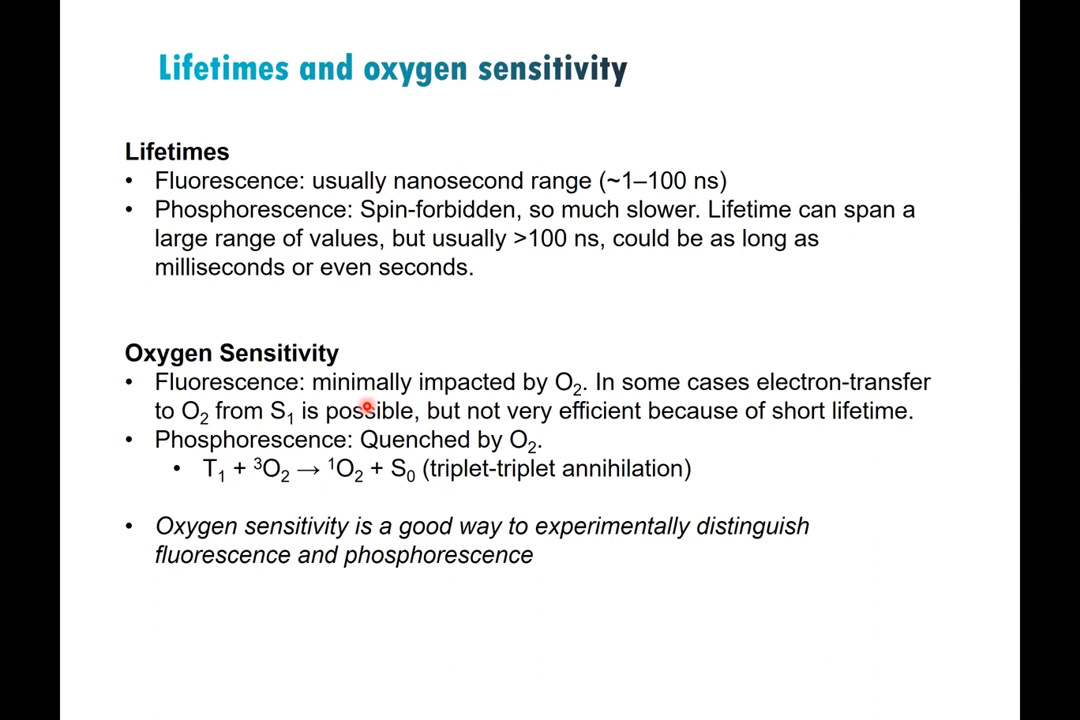 Lifetimes and oxygen sensitivity
Lifetimes
• Fluorescence: usually nanosecond range (~1–100 ns)
• Phosphorescence: Spin-forbidden, so much slower. Lifetime can span a
large range of values, but usually >100 ns, could be as long as
milliseconds or even seconds.
Oxygen Sensitivity
• Fluorescence: minimally impacted by O₂. In some cases electron-transfer
to O₂ from S₁ is possible, but not very efficient because of short lifetime.
• Phosphorescence: Quenched by O₂.
• T₁ + ³O₂ → ¹O₂ + S₀ (triplet-triplet annihilation)
• Oxygen sensitivity is a good way to experimentally distinguish
fluorescence and phosphorescence